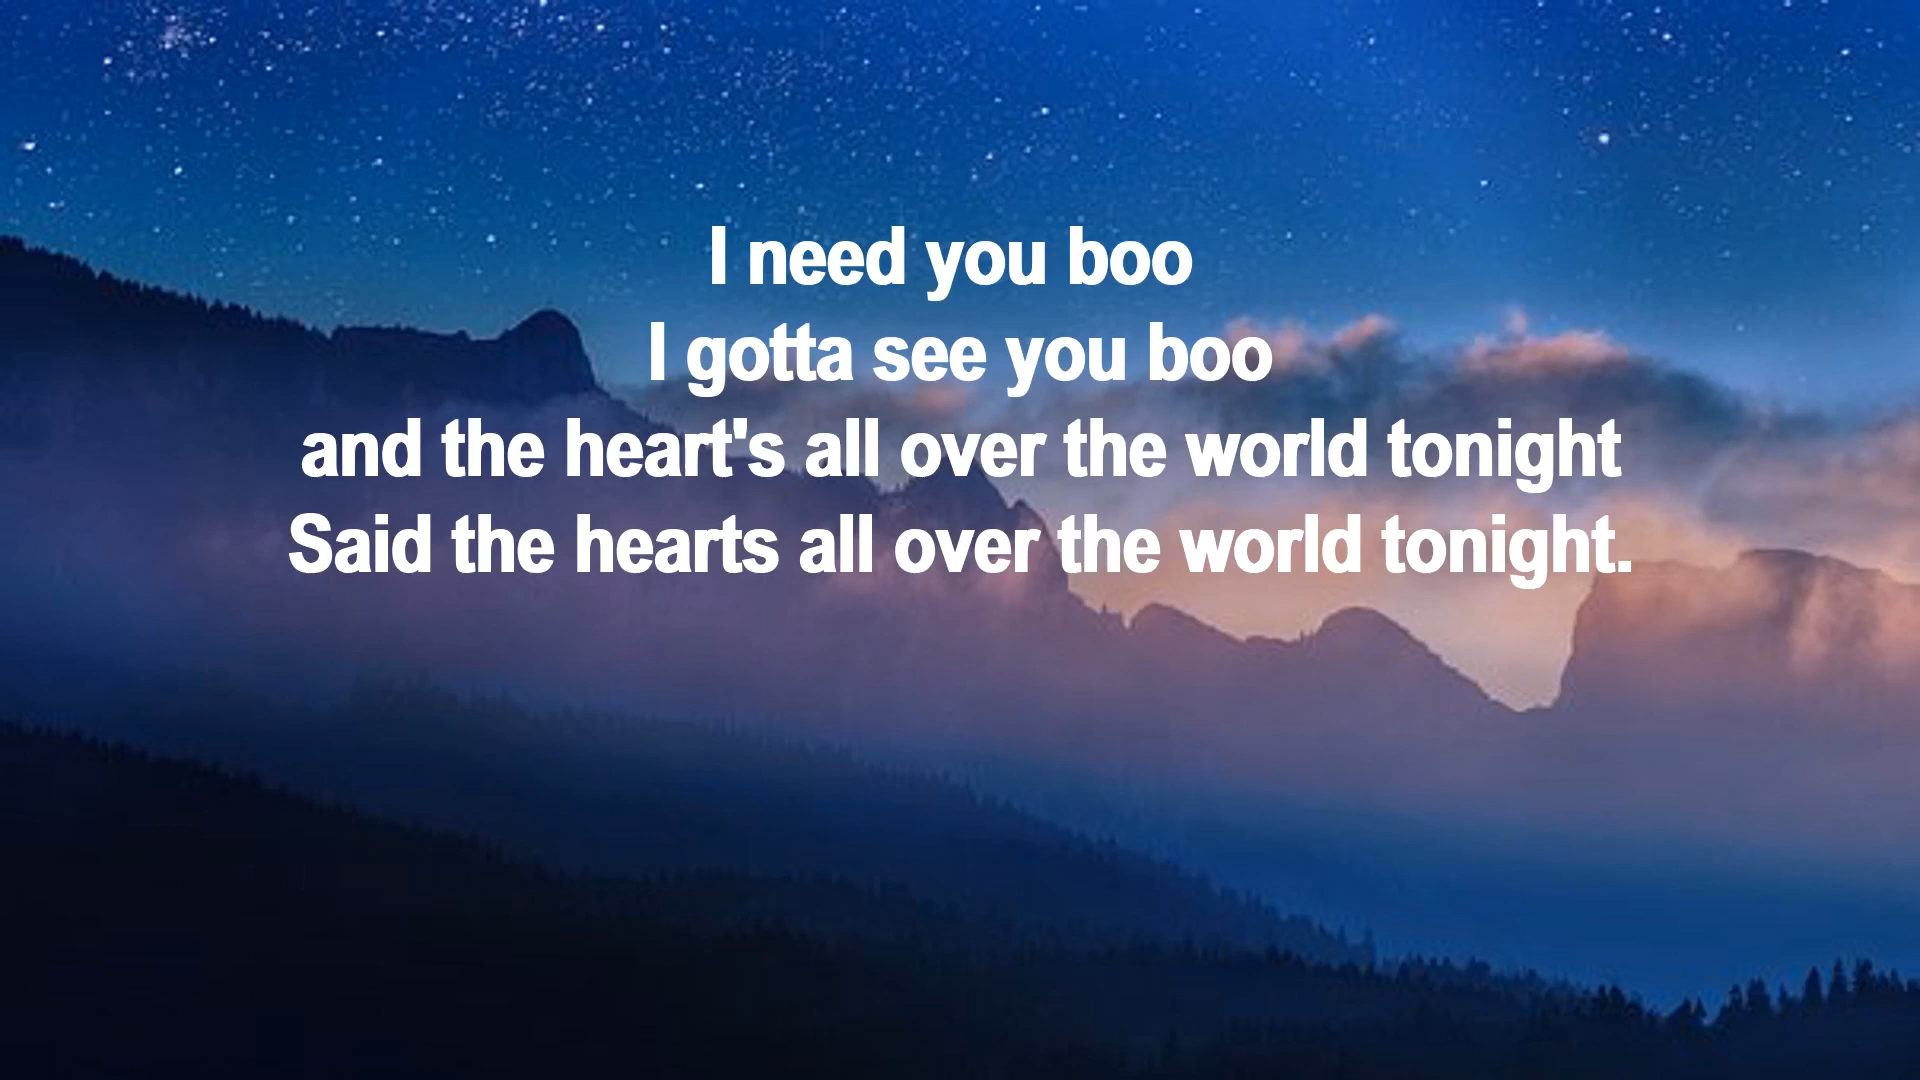 I need you boo
I gotta see you boo
and the heart's all over the world tonight
Said the hearts all over the world tonight.